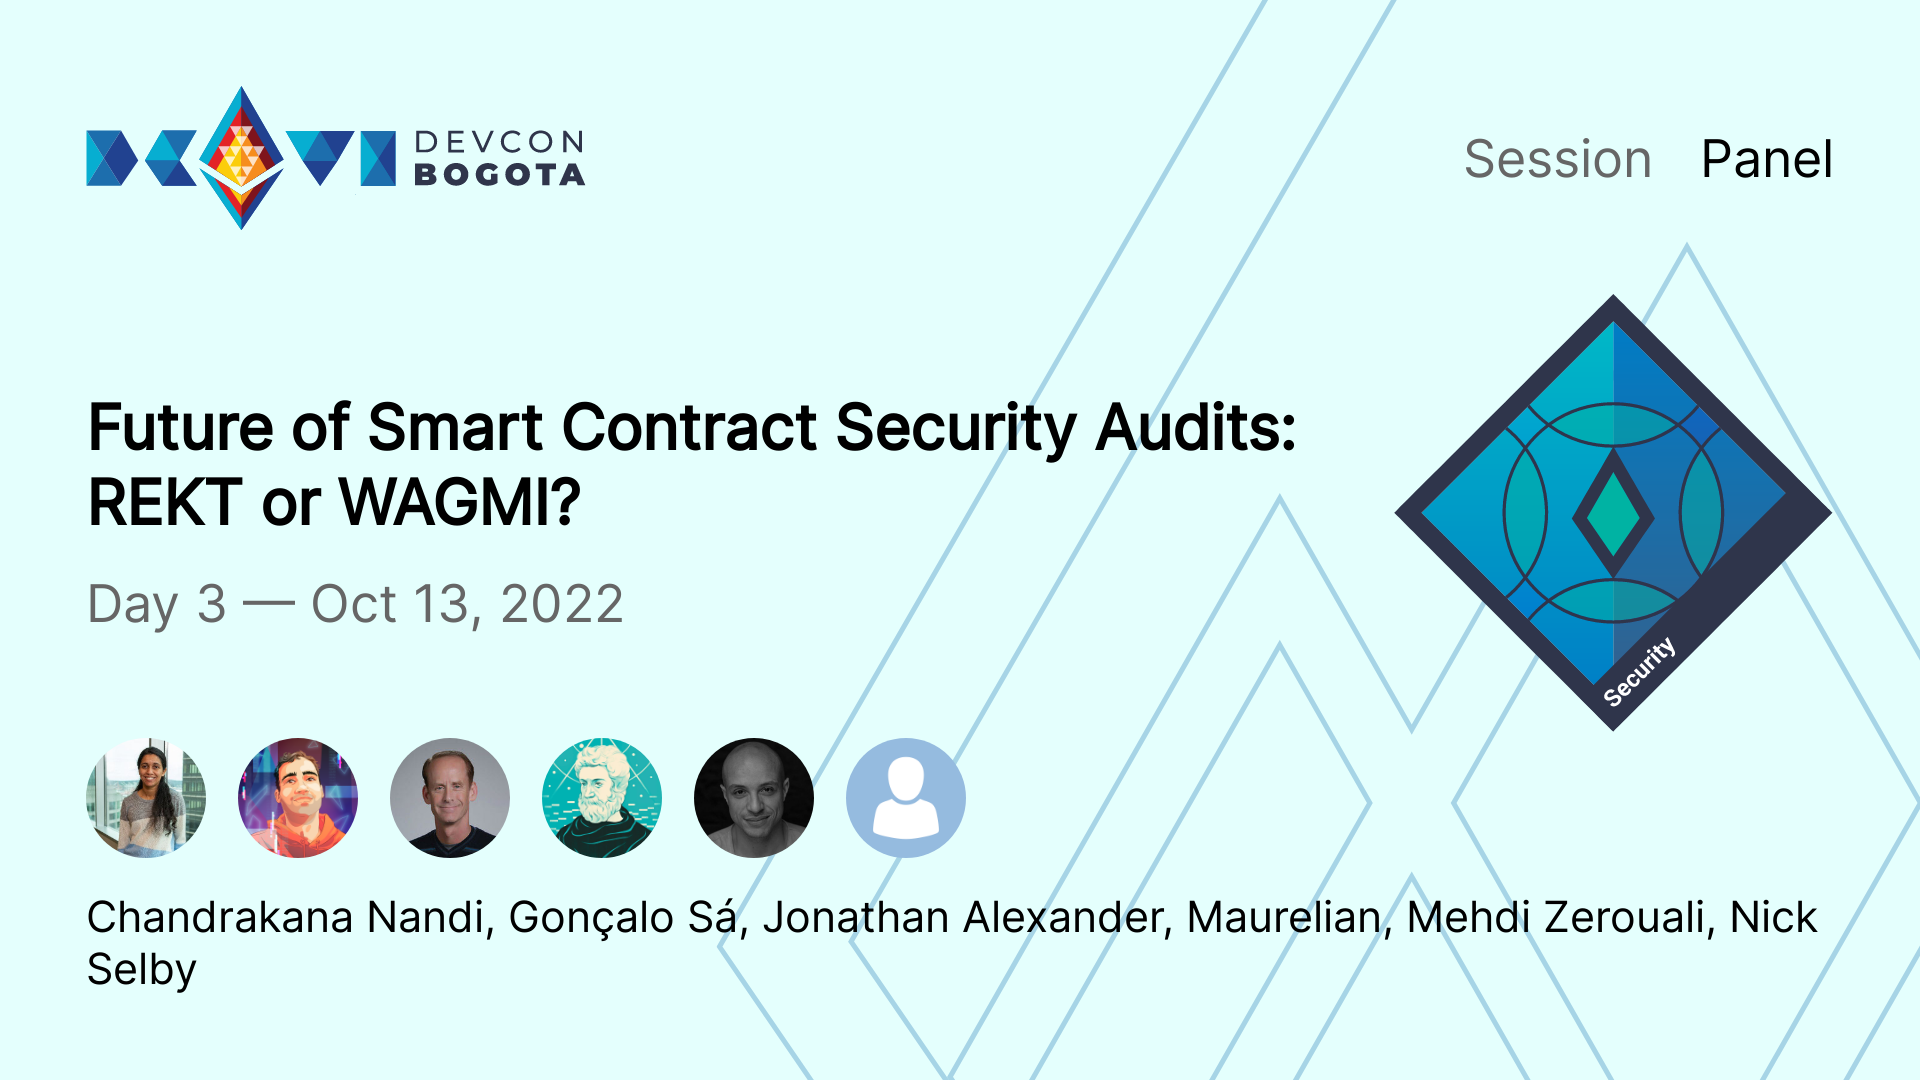 DEVCON
BOGOTA
Session Panel
Future of Smart Contract Security Audits:
REKT or WAGMI?
Day 3 — Oct 13, 2022
Security
Chandrakana Nandi, Gonçalo Sá, Jonathan Alexander, Maurelian, Mehdi Zerouali, Nick
Selby